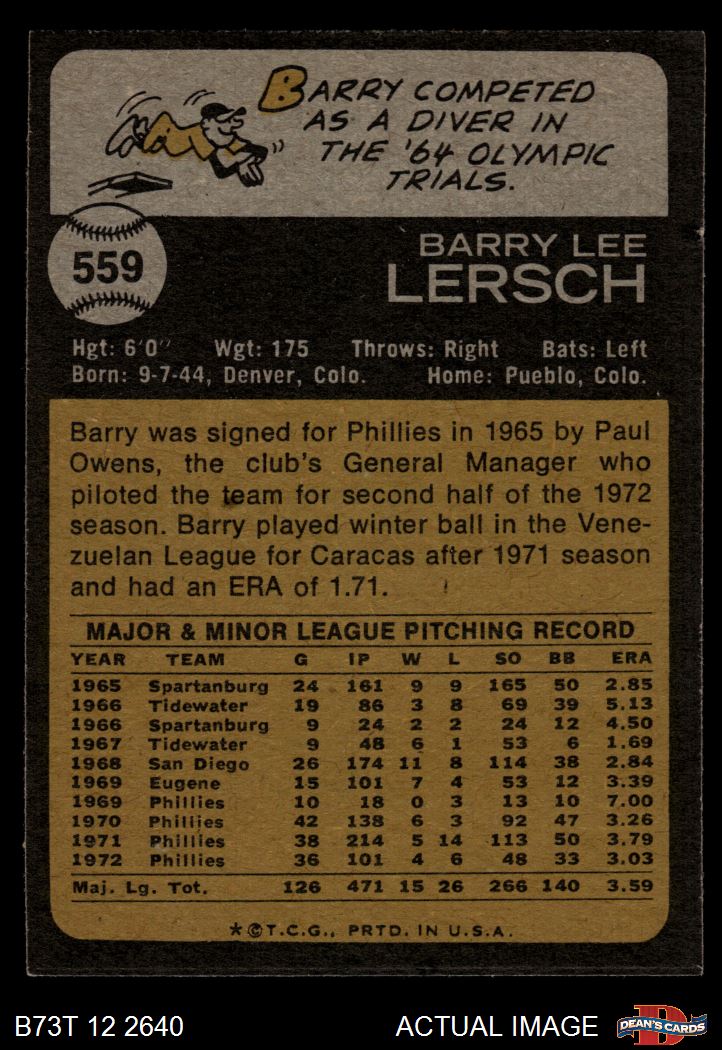 BARRY COMPETED
AS A DIVER IN
THE '64 OLYMPIC
TRIALS.
559
BARRY LEE
LERSCH
Hgt: 6'0" Wgt: 175 Throws: Right Bats: Left
Born: 9-7-44, Denver, Colo. Home: Pueblo, Colo.
Barry was signed for Phillies in 1965 by Paul
Owens, the club's General Manager who
piloted the team for second half of the 1972
season. Barry played winter ball in the Vene-
zuelan League for Caracas after 1971 season
and had an ERA of 1.71.
MAJOR & MINOR LEAGUE PITCHING RECORD
YEAR TEAM G IP W L SO BB ERA
1965 Spartanburg 24 161 9 9 165 50 2.85
1966 Tidewater 19 86 3 8 69 39 5.13
1966 Spartanburg 9 24 2 2 24 12 4.50
1967 Tidewater 9 48 6 1 53 6 1.69
1968 San Diego 26 174 11 8 114 38 2.84
1969 Eugene 15 101 7 4 53 12 3.39
1969 Phillies 10 18 0 3 13 10 7.00
1970 Phillies 42 138 6 3 92 47 3.26
1971 Phillies 38 214 5 14 113 50 3.79
1972 Phillies 36 101 4 6 48 33 3.03
Maj. Lg. Tot. 126 471 15 26 266 140 3.59
*©T.C.G., PRTD. IN U.S.A.
B73T 12 2640 ACTUAL IMAGE
D
DEAN'S CARDS